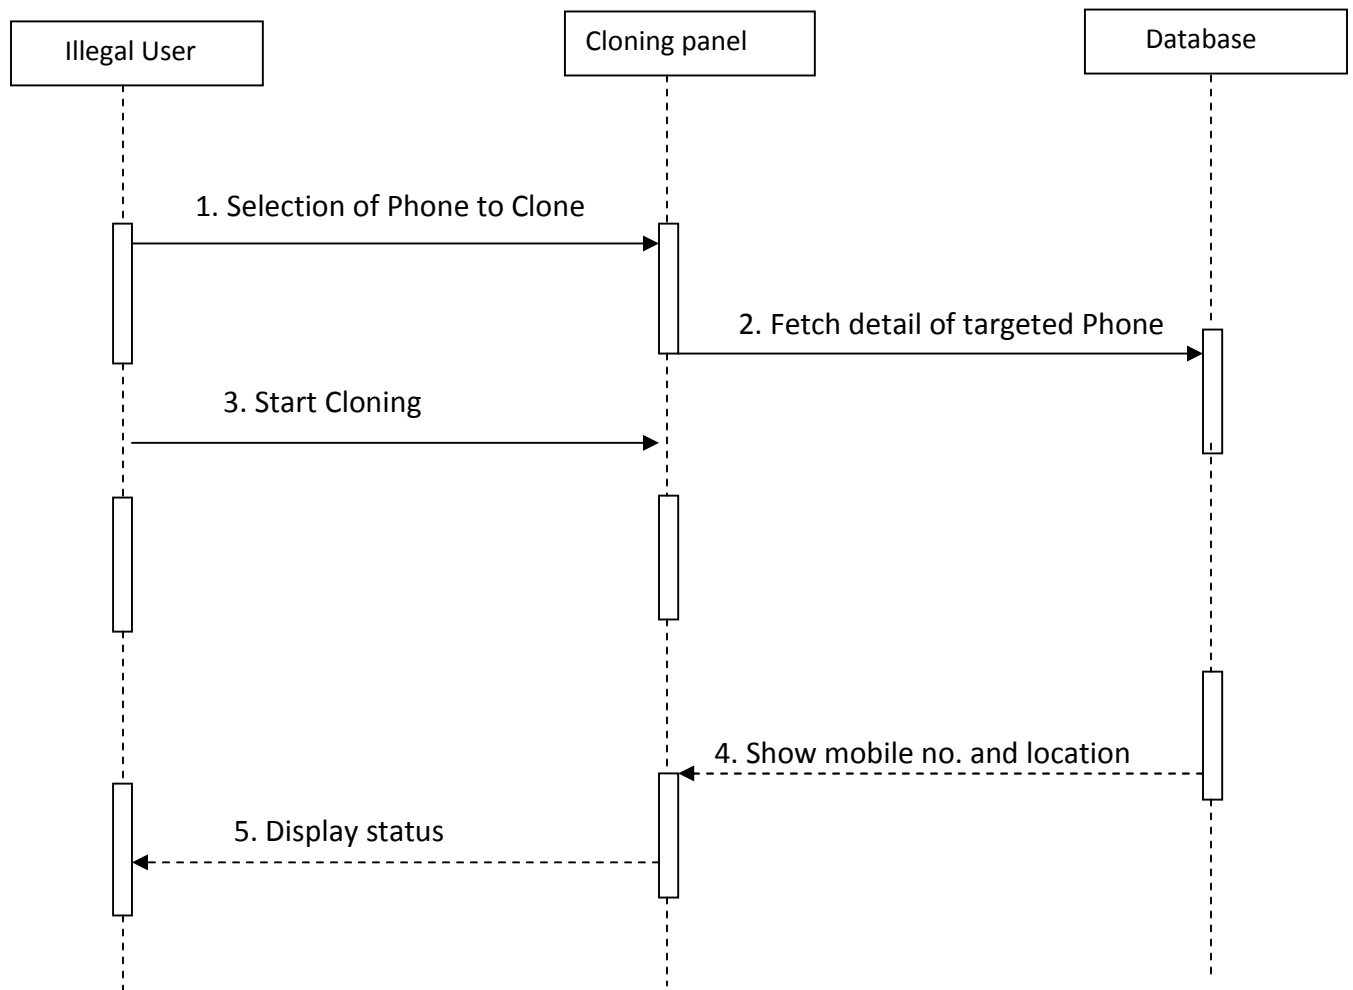 Illegal User
Cloning panel
Database
1. Selection of Phone to Clone
2. Fetch detail of targeted Phone
3. Start Cloning
4. Show mobile no. and location
5. Display status